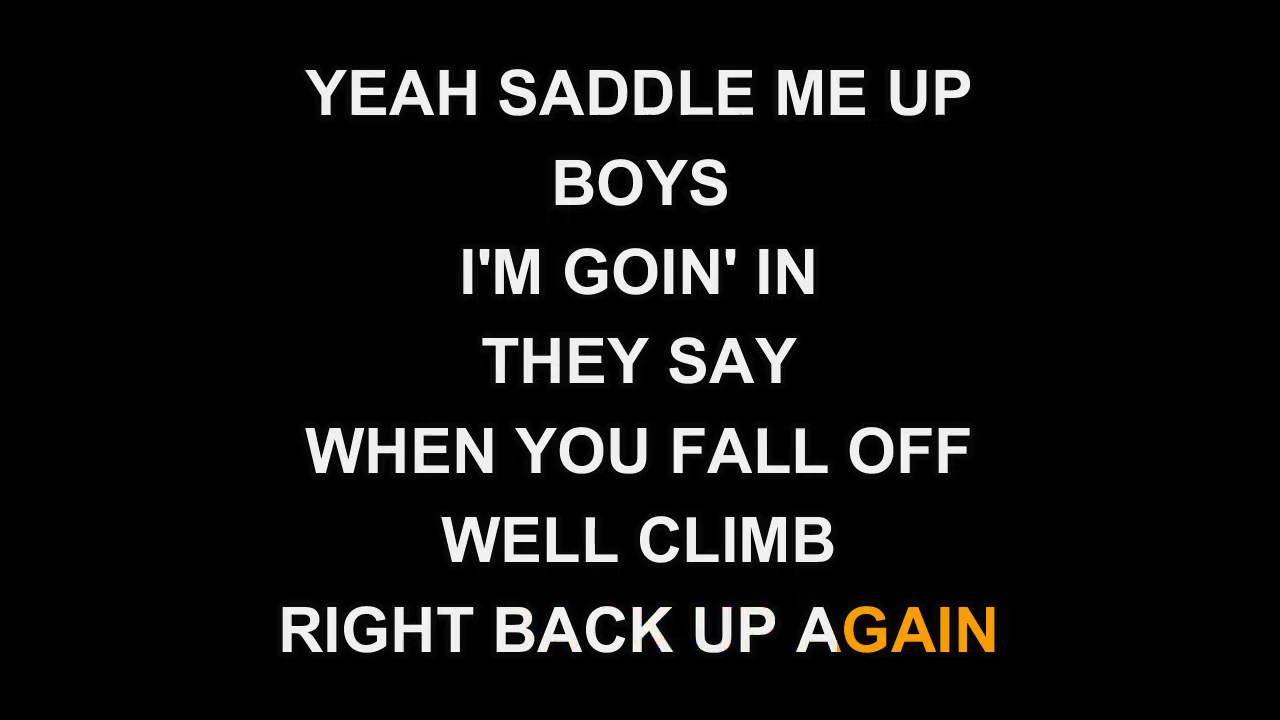 YEAH SADDLE ME UP
BOYS
I'M GOIN' IN
THEY SAY
WHEN YOU FALL OFF
WELL CLIMB
RIGHT BACK UP AGAIN